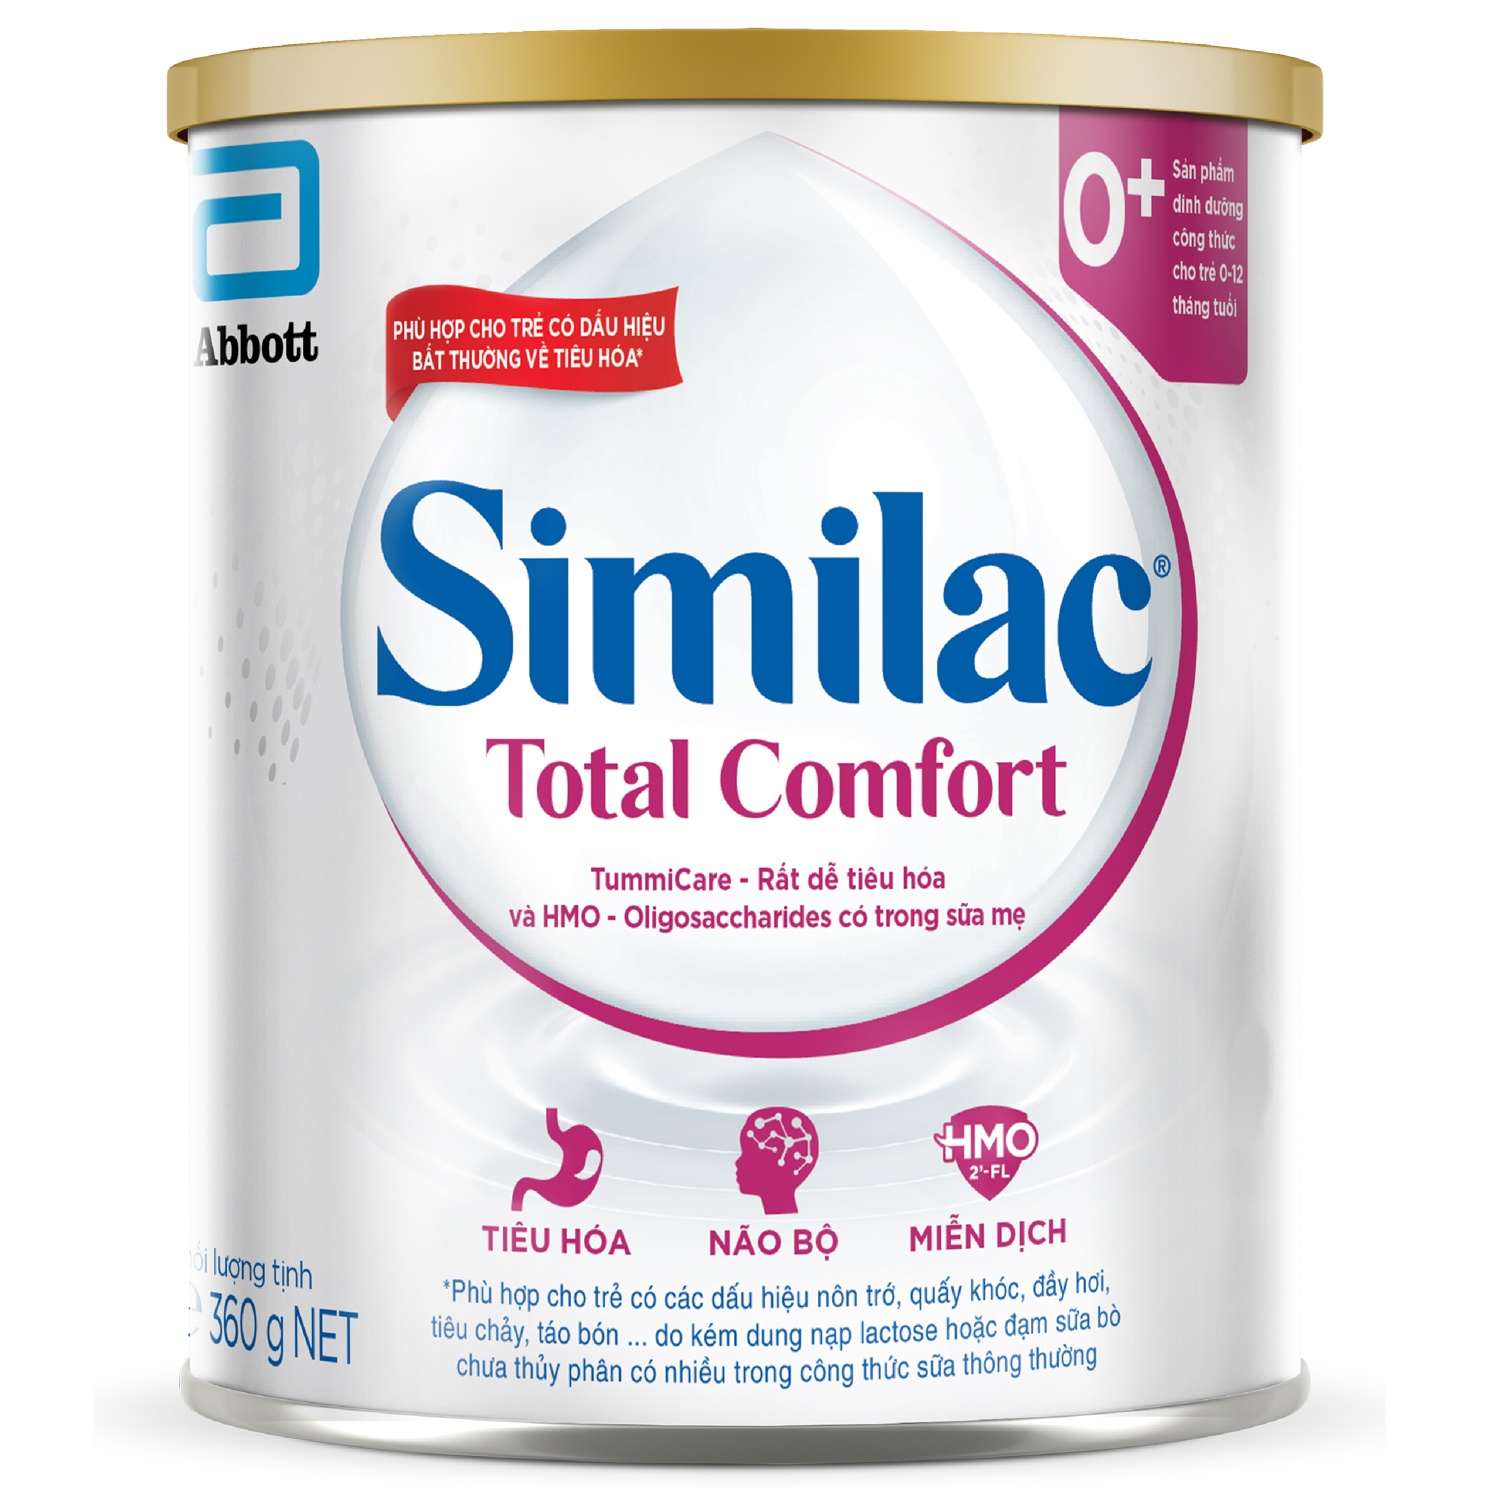 Abbott
0+
Sản phẩm
dinh dưỡng
công thức
cho trẻ 0-12
tháng tuổi
PHÙ HỢP CHO TRẺ CÓ DẤU HIỆU
BẤT THƯỜNG VỀ TIÊU HÓA*
Similac®
Total Comfort
TummiCare - Rất dễ tiêu hóa
và HMO - Oligosaccharides có trong sữa mẹ
HMO
2'-FL
TIÊU HÓA NÃO BỘ MIỄN DỊCH
lượng tịnh
℮ 360 g NET
*Phù hợp cho trẻ có các dấu hiệu nôn trớ, quấy khóc, đầy hơi,
tiêu chảy, táo bón ... do kém dung nạp lactose hoặc đạm sữa bò
chưa thủy phân có nhiều trong công thức sữa thông thường